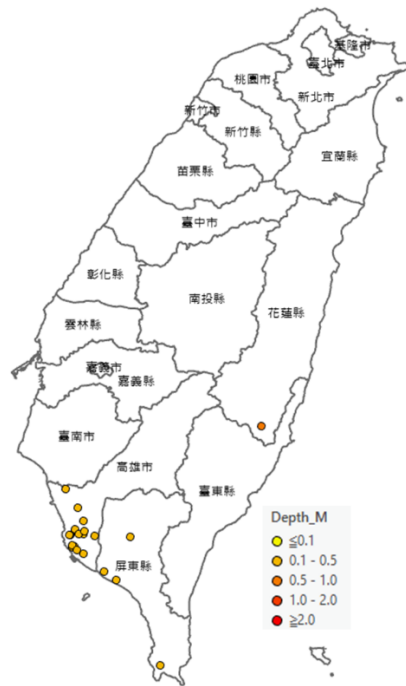 基隆市
臺北市
桃園市
新北市
新竹市
新竹縣
宜蘭縣
苗栗縣
臺中市
彰化縣
南投縣
花蓮縣
雲林縣
嘉義市
嘉義縣
臺南市
高雄市
臺東縣
屏東縣
Depth_M
≦0.1
0.1 - 0.5
0.5 - 1.0
1.0 - 2.0
≧2.0